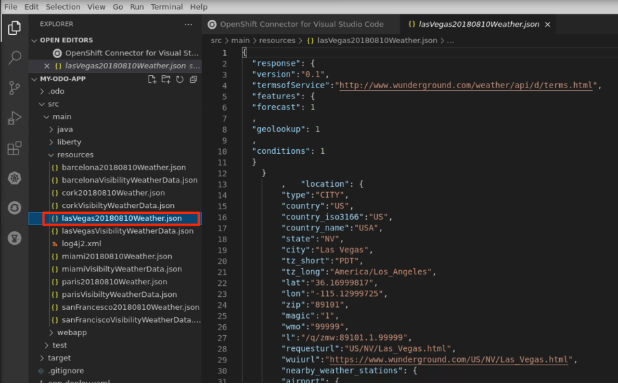 File Edit Selection View Go Run Terminal Help
EXPLORER
OPEN EDITORS
OpenShift Connector for Visual St...
lasVegas20180810Weather.json s...
MY-ODO-APP
.odo
src
main
java
liberty
resources
barcelona20180810Weather.json
barcelonaVisibilityWeatherData.json
cork20180810Weather.json
corkVisibiltyWeatherData.json
lasVegas20180810Weather.json
lasVegasVisibilityWeatherData.json
log4j2.xml
miami20180810Weather.json
miamiVisibiltyWeatherData.json
paris20180810Weather.json
parisVisibiltyWeatherData.json
sanFrancesco20180810Weather.json
sanFranciscoVisibilityWeatherData....
webapp
test
target
.gitignore
OpenShift Connector for Visual Studio Code
lasVegas20180810Weather.json
src > main > resources > {} lasVegas20180810Weather.json > ...
1 {
2 "response": {
3 "version":"0.1",
4 "termsofService":"http://www.wunderground.com/weather/api/d/terms.html",
5 "features": {
6 "forecast": 1
7 ,
8 "geolookup": 1
9 ,
10 "conditions": 1
11 }
12 }
13 , "location": {
14 "type":"CITY",
15 "country":"US",
16 "country_iso3166":"US",
17 "country_name":"USA",
18 "state":"NV",
19 "city":"Las Vegas",
20 "tz_short":"PDT",
21 "tz_long":"America/Los_Angeles",
22 "lat":"36.16999817",
23 "lon":"-115.12999725",
24 "zip":"89101",
25 "magic":"1",
26 "wmo":"99999",
27 "l":"/q/zmw:89101.1.99999",
28 "requesturl":"US/NV/Las_Vegas.html",
29 "wuiurl":"https://www.wunderground.com/US/NV/Las_Vegas.html",
30 "nearby_weather_stations": {
31 "airport": {